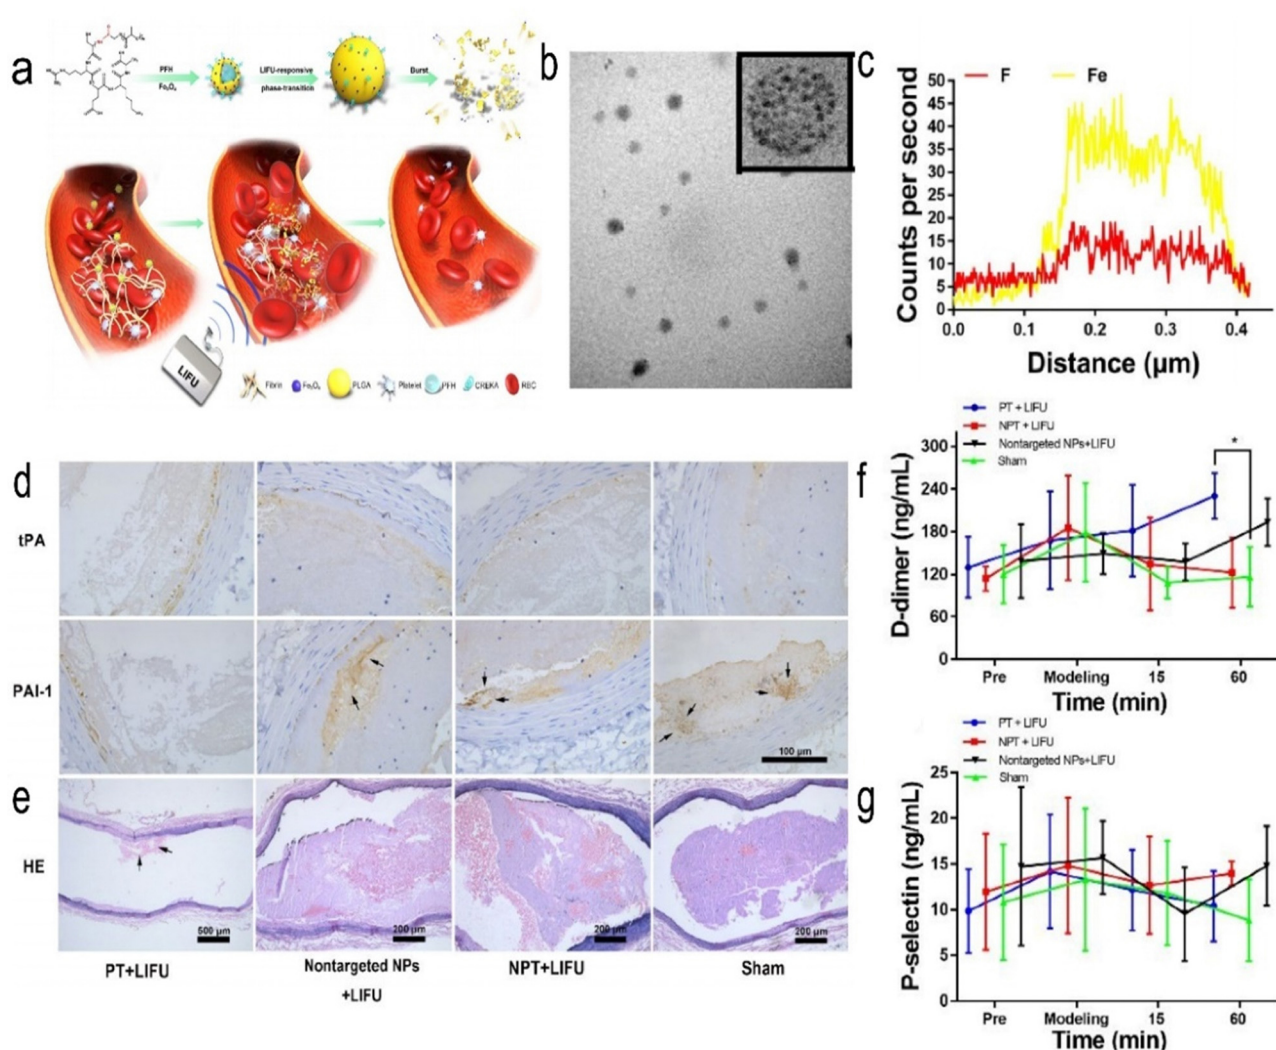 a
PFH
Fe₃O₄
LIFU-responsive
phase-transition
Burst
LIFU
Fibrin
Fe₃O₄
PLGA
Platelet
PFH
CREKA
RBC
b
c
F
Fe
Counts per second
50
45
40
35
30
25
20
15
10
5
0
0.0
0.1
0.2
0.3
0.4
Distance (µm)
d
tPA
PAI-1
100 µm
e
HE
500 µm
200 µm
200 µm
200 µm
PT+LIFU
Nontargeted NPs
+LIFU
NPT+LIFU
Sham
f
PT + LIFU
NPT + LIFU
Nontargeted NPs+LIFU
Sham
*
D-dimer (ng/mL)
300
240
180
120
60
0
Pre
Modeling
15
60
Time (min)
g
PT + LIFU
NPT + LIFU
Nontargeted NPs+LIFU
Sham
P-selectin (ng/mL)
25
20
15
10
5
0
Pre
Modeling
15
60
Time (min)